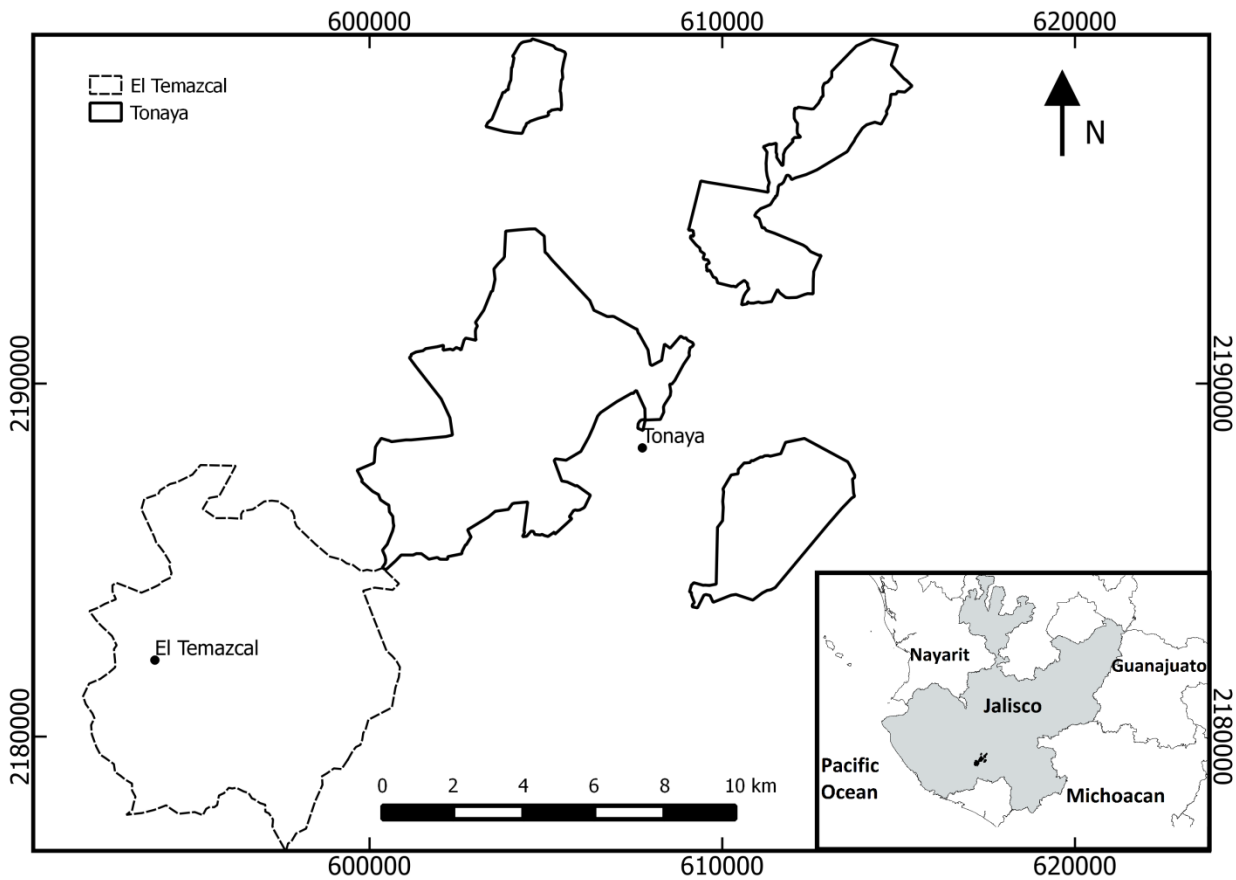 600000
610000
620000
El Temazcal
Tonaya
N
2190000
2190000
Tonaya
El Temazcal
2180000
2180000
0 2 4 6 8 10 km
Nayarit
Guanajuato
Jalisco
Pacific
Ocean
Michoacan
600000
610000
620000